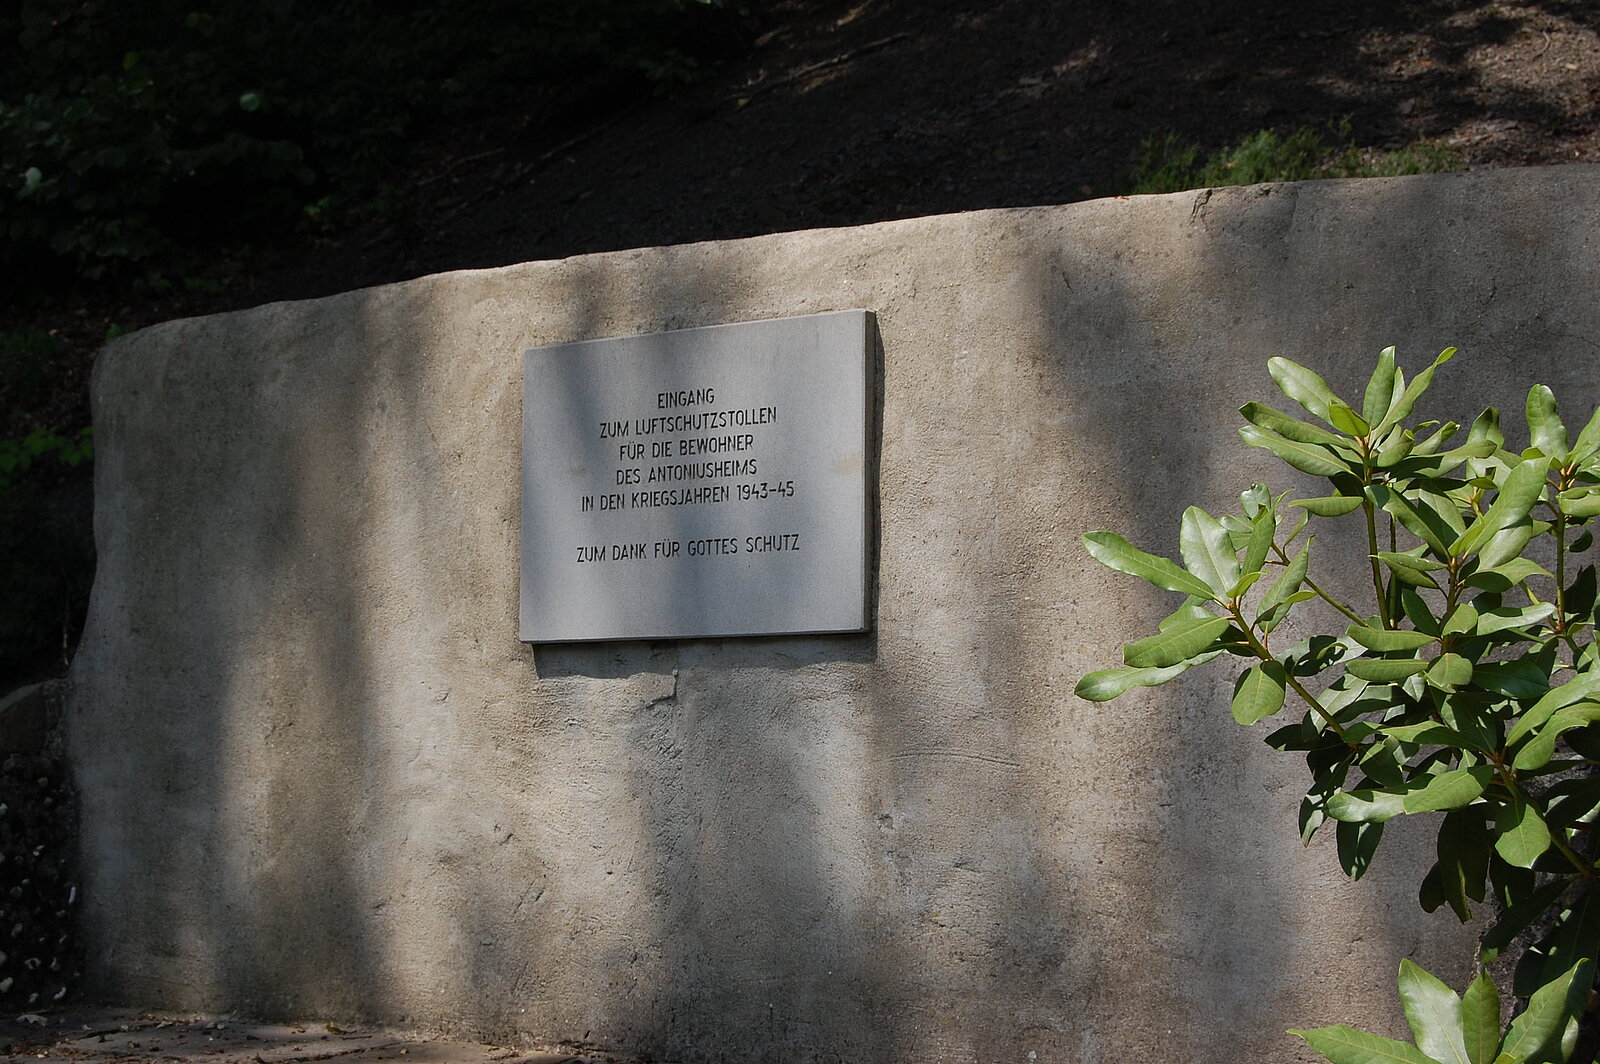 EINGANG
ZUM LUFTSCHUTZSTOLLEN
FÜR DIE BEWOHNER
DES ANTONIUSHEIMS
IN DEN KRIEGSJAHREN 1943-45
ZUM DANK FÜR GOTTES SCHUTZ